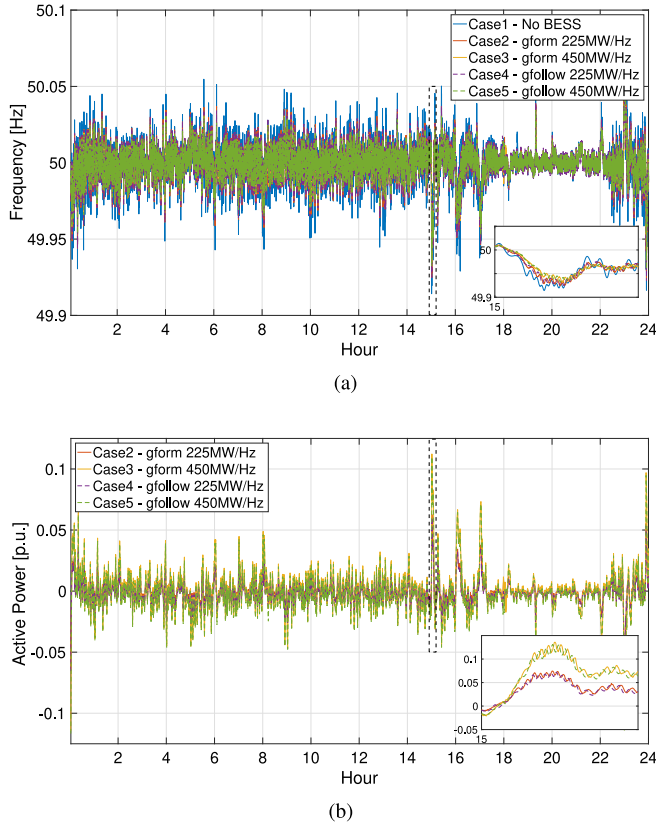 50.1
50.05
50
49.95
49.9
Frequency [Hz]
Case1 - No BESS
Case2 - gform 225MW/Hz
Case3 - gform 450MW/Hz
Case4 - gfollow 225MW/Hz
Case5 - gfollow 450MW/Hz
50
49.9
15
2 4 6 8 10 12 14 16 18 20 22 24
Hour
(a)
0.1
0.05
0
-0.05
-0.1
Active Power [p.u.]
Case2 - gform 225MW/Hz
Case3 - gform 450MW/Hz
Case4 - gfollow 225MW/Hz
Case5 - gfollow 450MW/Hz
0.1
0.05
0
-0.05
15
2 4 6 8 10 12 14 16 18 20 22 24
Hour
(b)